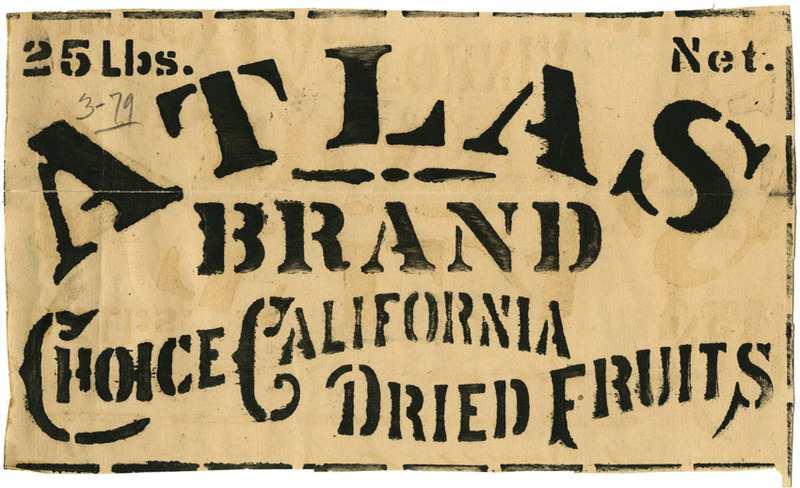 25 Lbs. Net.
3-79
ATLAS
BRAND
CHOICE CALIFORNIA
DRIED FRUITS